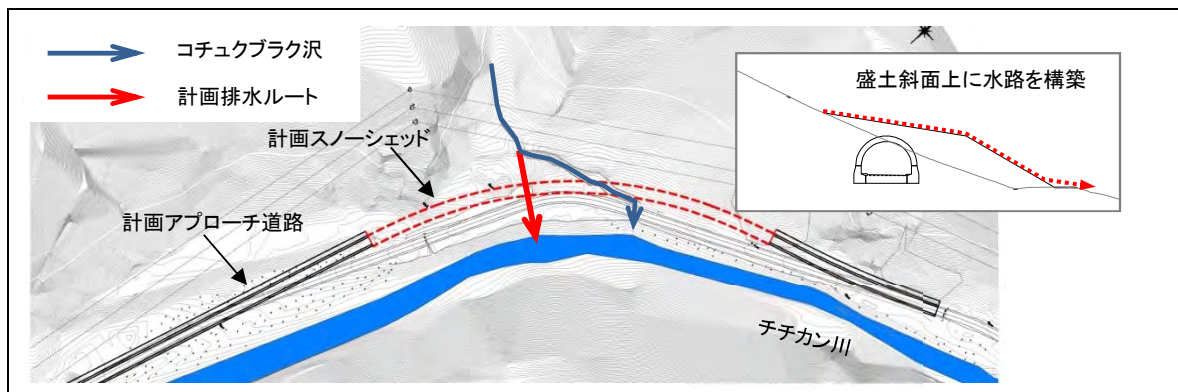 コチュクブラク沢
計画排水ルート
計画スノーシェッド
計画アプローチ道路
盛土斜面上に水路を構築
チチカン川